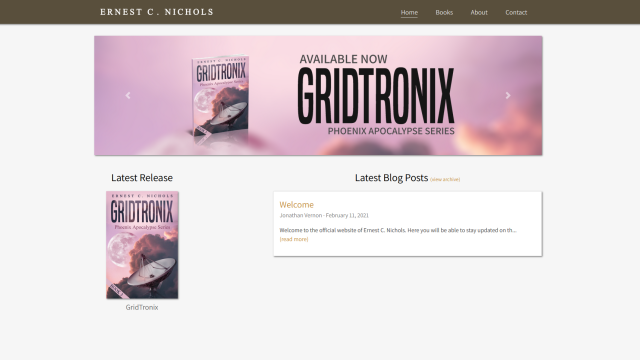 ERNEST C. NICHOLS
Home
Books
About
Contact
GRIDTRONIX
Phoenix Apocalypse Series
AVAILABLE NOW
GRIDTRONIX
PHOENIX APOCALYPSE SERIES
Latest Release
ERNEST C. NICHOLS
GRIDTRONIX
Phoenix Apocalypse Series
GridTronix
Latest Blog Posts (view archive)
Welcome
Jonathan Vernon · February 11, 2021
Welcome to the official website of Ernest C. Nichols. Here you will be able to stay updated on th...
(read more)